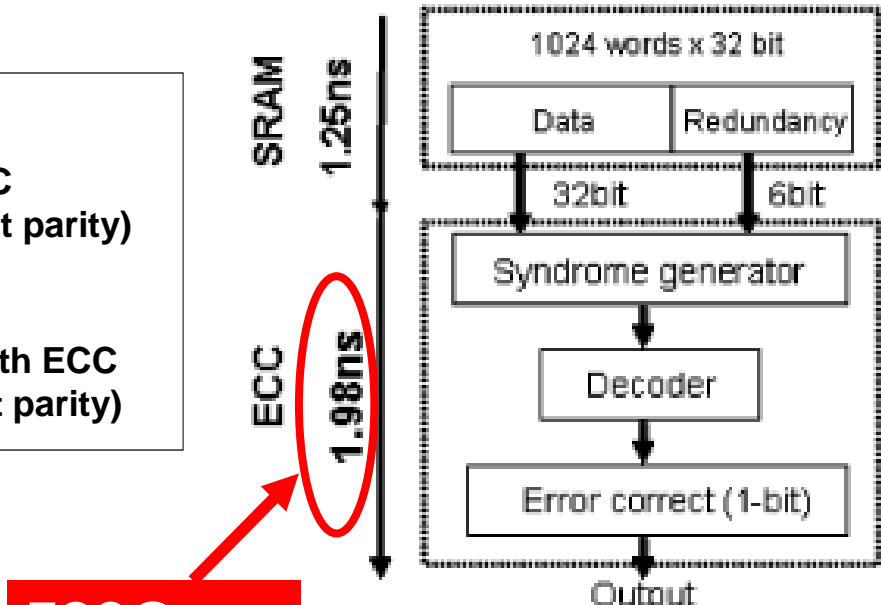 C
t parity)
th ECC
t parity)
SRAM
1.25ns
ECC
1.98ns
1024 words x 32 bit
Data
Redundancy
32bit
6bit
Syndrome generator
Decoder
Error correct (1-bit)
Output